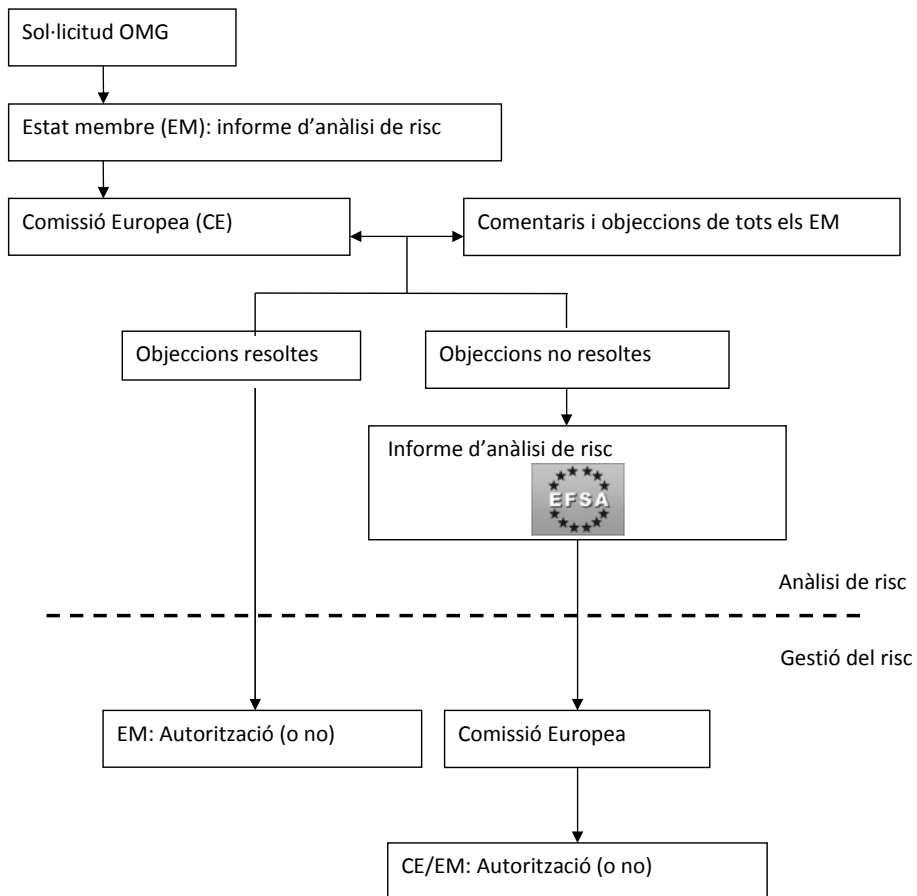 Sol·licitud OMG
Estat membre (EM): informe d'anàlisi de risc
Comissió Europea (CE)
Comentaris i objeccions de tots els EM
Objeccions resoltes
Objeccions no resoltes
Informe d'anàlisi de risc
EFSA
Anàlisi de risc
Gestió del risc
EM: Autorització (o no)
Comissió Europea
CE/EM: Autorització (o no)